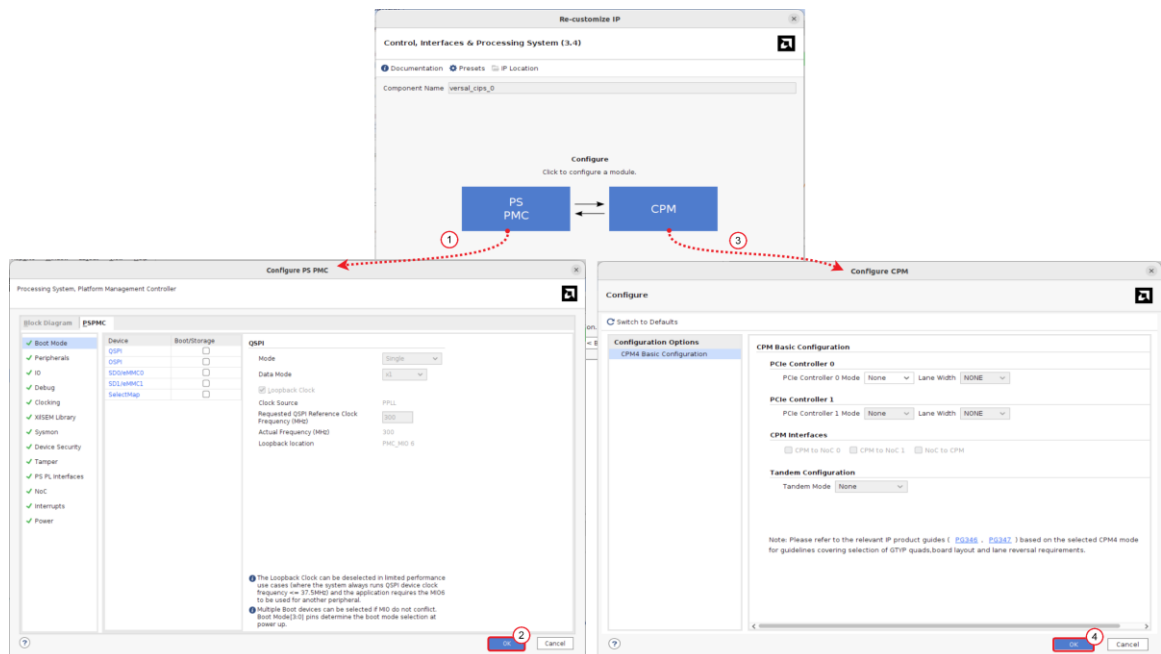 Re-customize IP
Control, Interfaces & Processing System (3.4)
Documentation Presets IP Location
Component Name versal_cips_0
Configure
Click to configure a module.
PS
PMC
CPM
1
3
Configure PS PMC
Processing System, Platform Management Controller
Block Diagram PSPMC
Boot Mode
Peripherals
IO
Debug
Clocking
XilSEM Library
Sysmon
Device Security
Tamper
PS PL Interfaces
NoC
Interrupts
Power
Device Boot/Storage
QSPI
OSPI
SD0/eMMC0
SD1/eMMC1
SelectMap
QSPI
Mode Single
Data Mode x1
Loopback Clock
Clock Source PPLL
Requested QSPI Reference Clock
Frequency (MHz) 300
Actual Frequency (MHz) 300
Loopback location PMC_MIO 6
The Loopback Clock can be deselected in limited performance
use cases (where the system always runs QSPI device clock
frequency <= 37.5MHz) and the application requires the MIO6
to be used for another peripheral.
Multiple Boot devices can be selected if MIO do not conflict.
Boot Mode[3:0] pins determine the boot mode selection at
power up.
2
OK Cancel
on.
Configure CPM
Configure
Switch to Defaults
Configuration Options
CPM4 Basic Configuration
CPM Basic Configuration
PCIe Controller 0
PCIe Controller 0 Mode None Lane Width NONE
PCIe Controller 1
PCIe Controller 1 Mode None Lane Width NONE
CPM Interfaces
CPM to NoC 0 CPM to NoC 1 NoC to CPM
Tandem Configuration
Tandem Mode None
Note: Please refer to the relevant IP product guides ( PG346 , PG347 ) based on the selected CPM4 mode
for guidelines covering selection of GTYP quads,board layout and lane reversal requirements.
4
OK Cancel